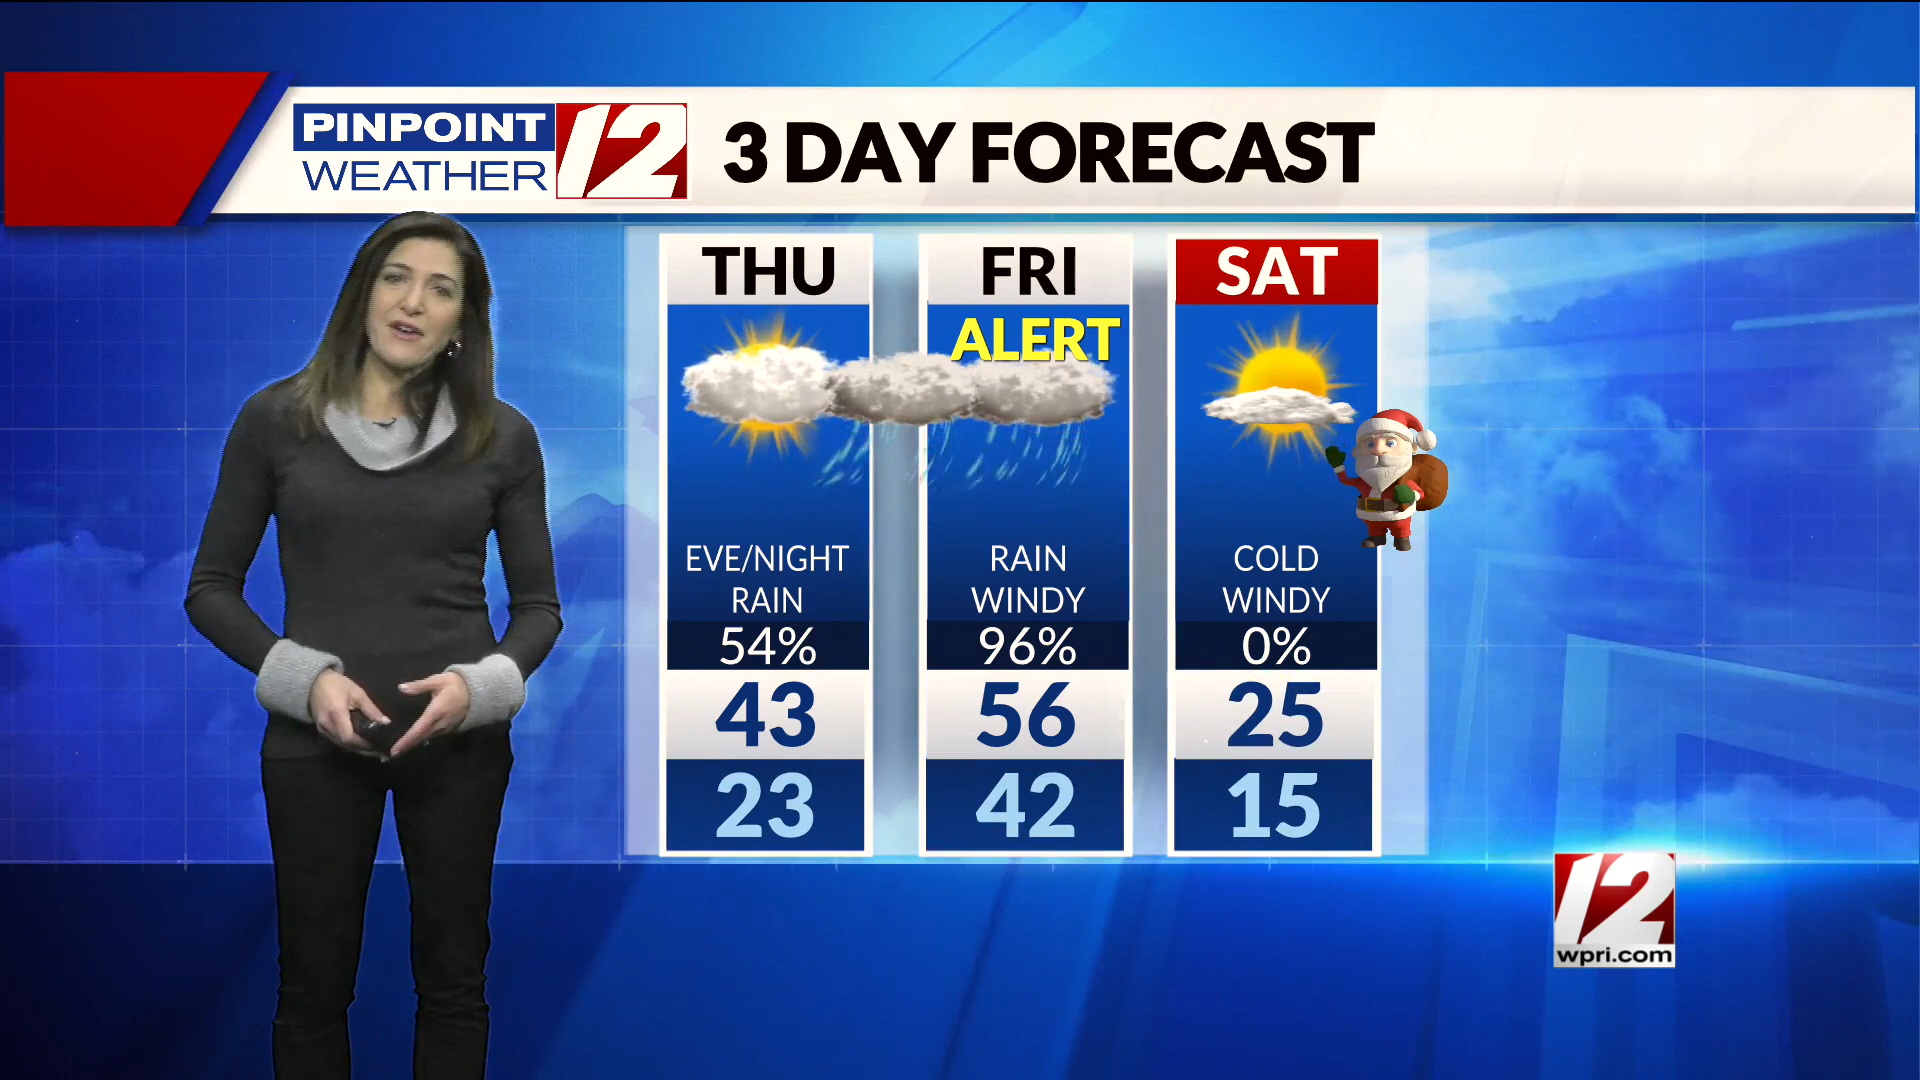 PINPOINT
WEATHER
12
3 DAY FORECAST
THU
EVE/NIGHT
RAIN
54%
43
23
FRI
ALERT
RAIN
WINDY
96%
56
42
SAT
COLD
WINDY
0%
25
15
12
wpri.com